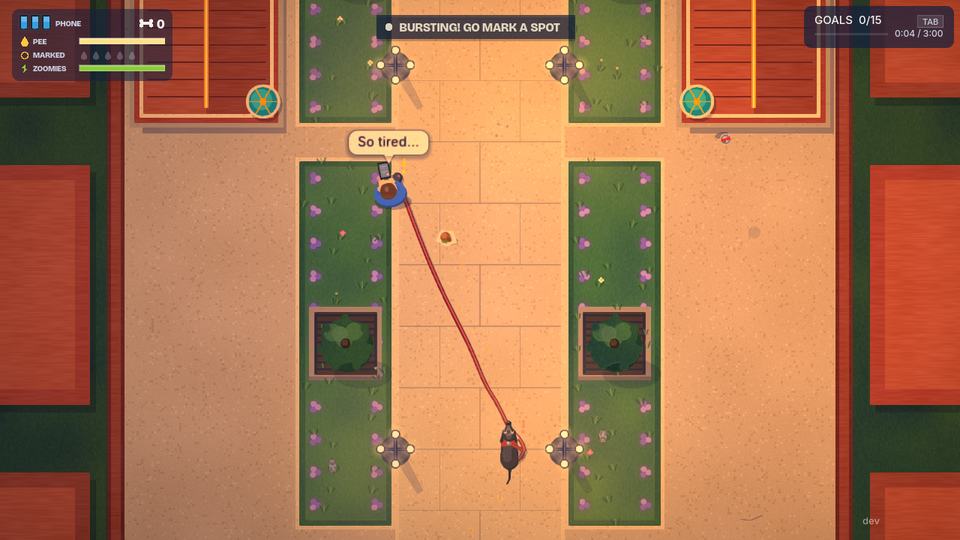 PHONE
0
PEE
MARKED
ZOOMIES
BURSTING! GO MARK A SPOT
GOALS 0/15
TAB
0:04 / 3:00
So tired...
dev